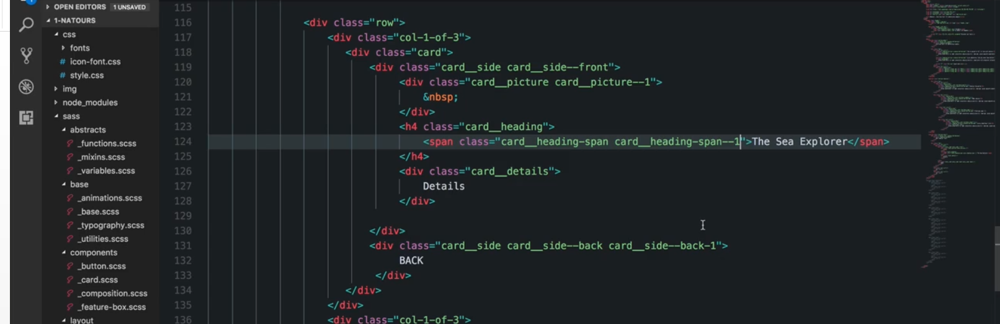 OPEN EDITORS 1 UNSAVED
1-NATOURS
css
fonts
# icon-font.css
# style.css
img
node_modules
sass
abstracts
_functions.scss
_mixins.scss
_variables.scss
base
_animations.scss
_base.scss
_typography.scss
_utilities.scss
components
_button.scss
_card.scss
_composition.scss
_feature-box.scss
layout
115
116 <div class="row">
117 <div class="col-1-of-3">
118 <div class="card">
119 <div class="card__side card__side--front">
120 <div class="card__picture card__picture--1">
121 &nbsp;
122 </div>
123 <h4 class="card__heading">
124 <span class="card__heading-span card__heading-span--1">The Sea Explorer</span>
125 </h4>
126 <div class="card__details">
127 Details
128 </div>
129
130 </div>
131 <div class="card__side card__side--back card__side--back-1">
132 BACK
133 </div>
134 </div>
135 </div>
136 <div class="col-1-of-3">